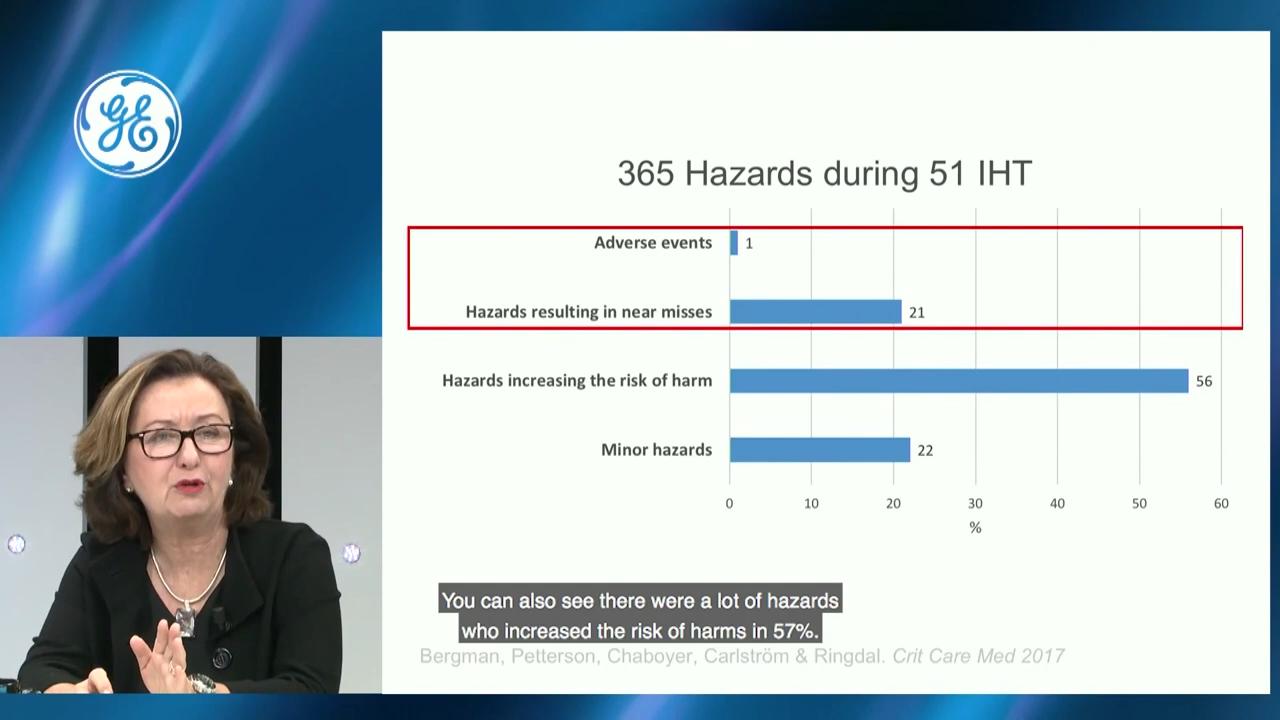 GE
365 Hazards during 51 IHT
Adverse events
1
Hazards resulting in near misses
21
Hazards increasing the risk of harm
56
Minor hazards
22
0 10 20 30 40 50 60
%
You can also see there were a lot of hazards
who increased the risk of harms in 57%.
Bergman, Petterson, Chaboyer, Carlström & Ringdal. Crit Care Med 2017